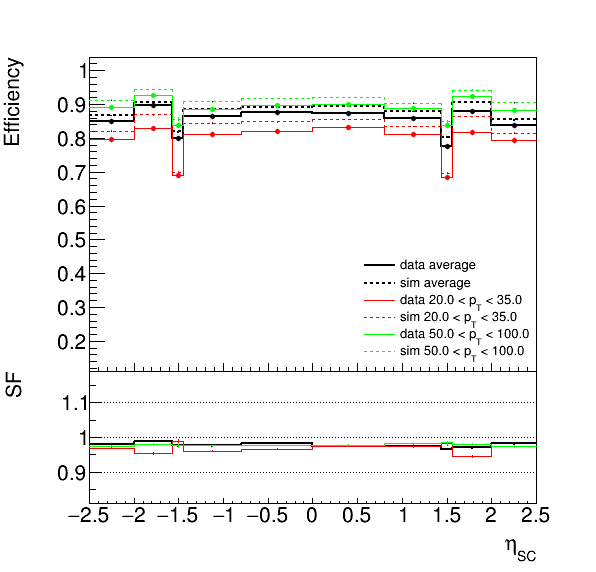 Efficiency
1
0.9
0.8
0.7
0.6
0.5
0.4
0.3
0.2
data average
sim average
data 20.0 < p_T < 35.0
sim 20.0 < p_T < 35.0
data 50.0 < p_T < 100.0
sim 50.0 < p_T < 100.0
SF
1.1
1
0.9
−2.5 −2 −1.5 −1 −0.5 0 0.5 1 1.5 2 2.5
η_SC